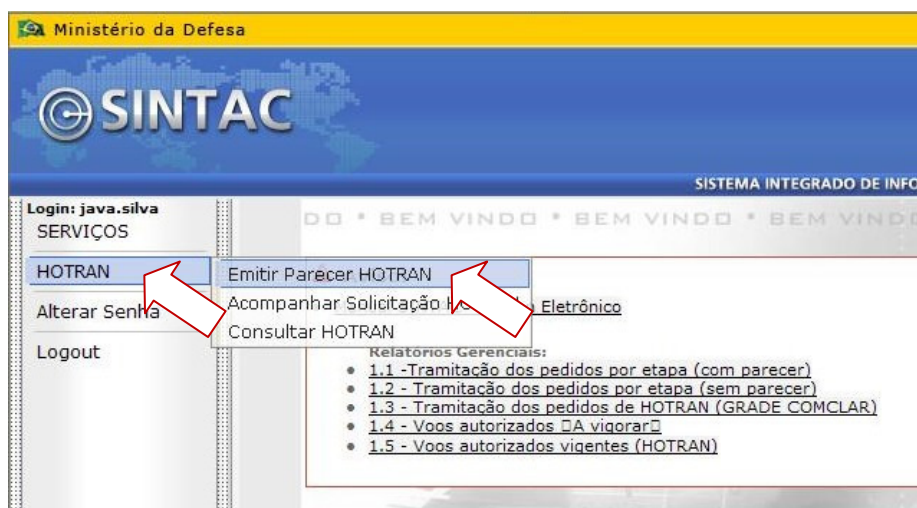 Ministério da Defesa
SINTAC
SISTEMA INTEGRADO DE INFO
Login: java.silva
SERVIÇOS
DO * BEM VINDO * BEM VINDO * BEM VIND
HOTRAN
Emitir Parecer HOTRAN
Alterar Senha
Acompanhar Solicitação
Eletrônico
Consultar HOTRAN
Logout
Relatórios Gerenciais:
1.1 -Tramitação dos pedidos por etapa (com parecer)
1.2 - Tramitação dos pedidos por etapa (sem parecer)
1.3 - Tramitação dos pedidos de HOTRAN (GRADE COMCLAR)
1.4 - Voos autorizados □A vigorar□
1.5 - Voos autorizados vigentes (HOTRAN)